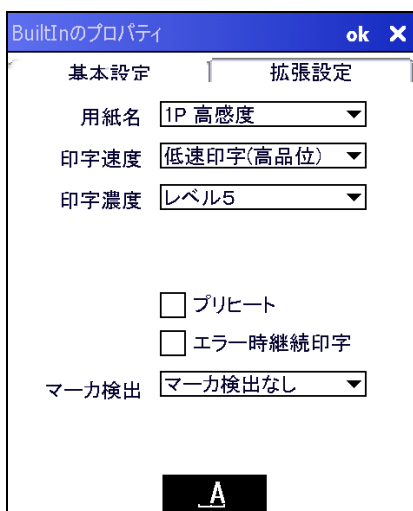 BuiltInのプロパティ ok ×
基本設定 拡張設定
用紙名 1P 高感度
印字速度 低速印字(高品位)
印字濃度 レベル5
プリヒート
エラー時継続印字
マーカ検出 マーカ検出なし
A